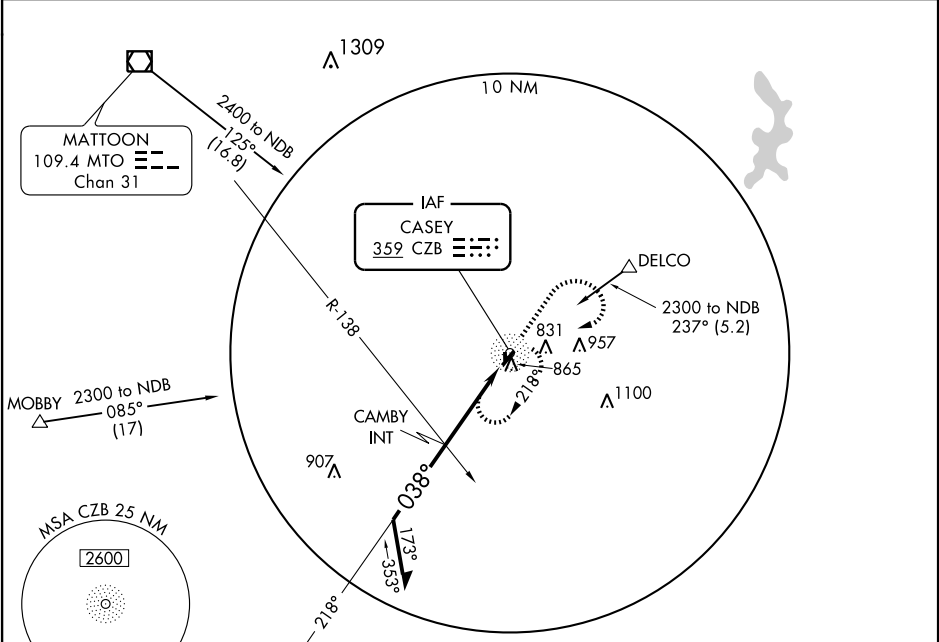 1309
10 NM
2400 to NDB
125°
(16.8)
MATTOON
109.4 MTO
Chan 31
IAF
CASEY
359 CZB
DELCO
2300 to NDB
237° (5.2)
R-138
831
957
865
218°
1100
MOBBY
2300 to NDB
085°
(17)
CAMBY
INT
907
038°
173°
353°
MSA CZB 25 NM
2600
218°